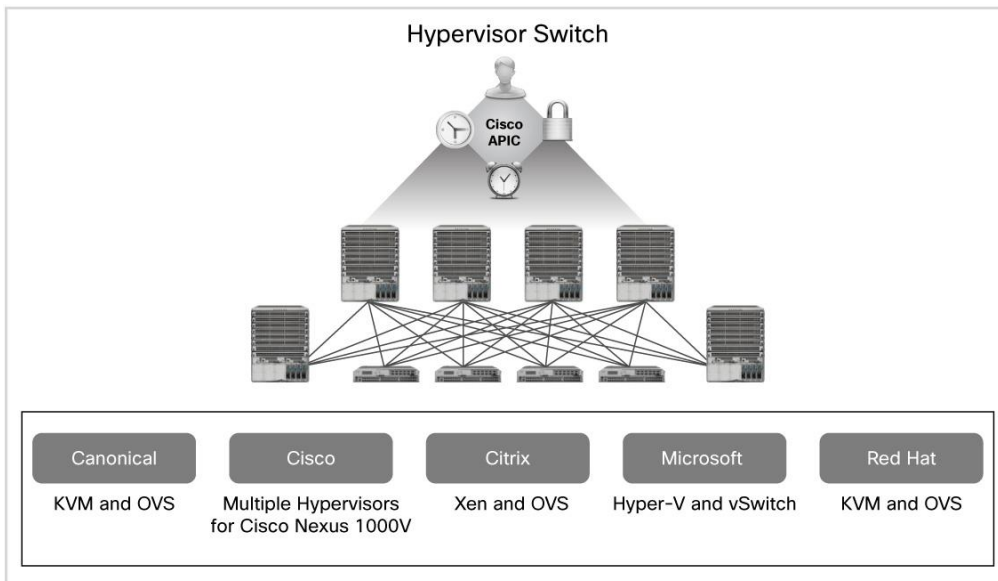 Hypervisor Switch
Cisco
APIC
Canonical
Cisco
Citrix
Microsoft
Red Hat
KVM and OVS
Multiple Hypervisors
for Cisco Nexus 1000V
Xen and OVS
Hyper-V and vSwitch
KVM and OVS